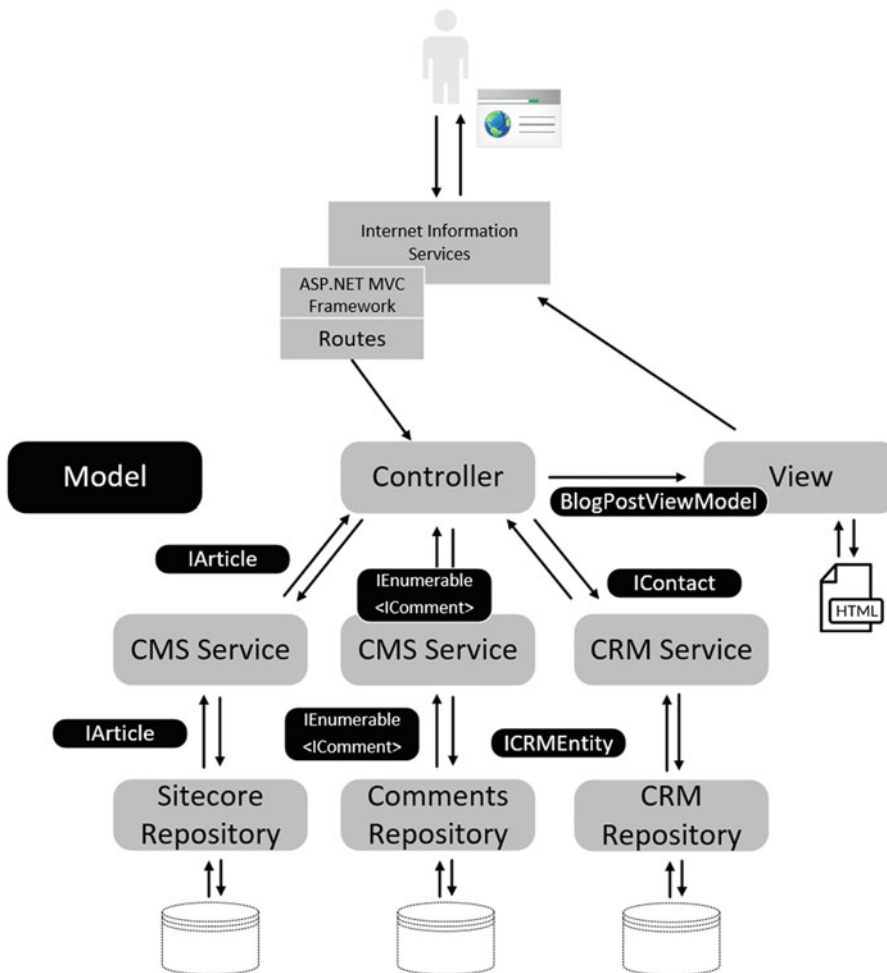 Internet Information
Services
ASP.NET MVC
Framework
Routes
Model
Controller
View
BlogPostViewModel
IArticle
IEnumerable
<IComment>
IContact
HTML
CMS Service
CMS Service
CRM Service
IArticle
IEnumerable
<IComment>
ICRMEntity
Sitecore
Repository
Comments
Repository
CRM
Repository